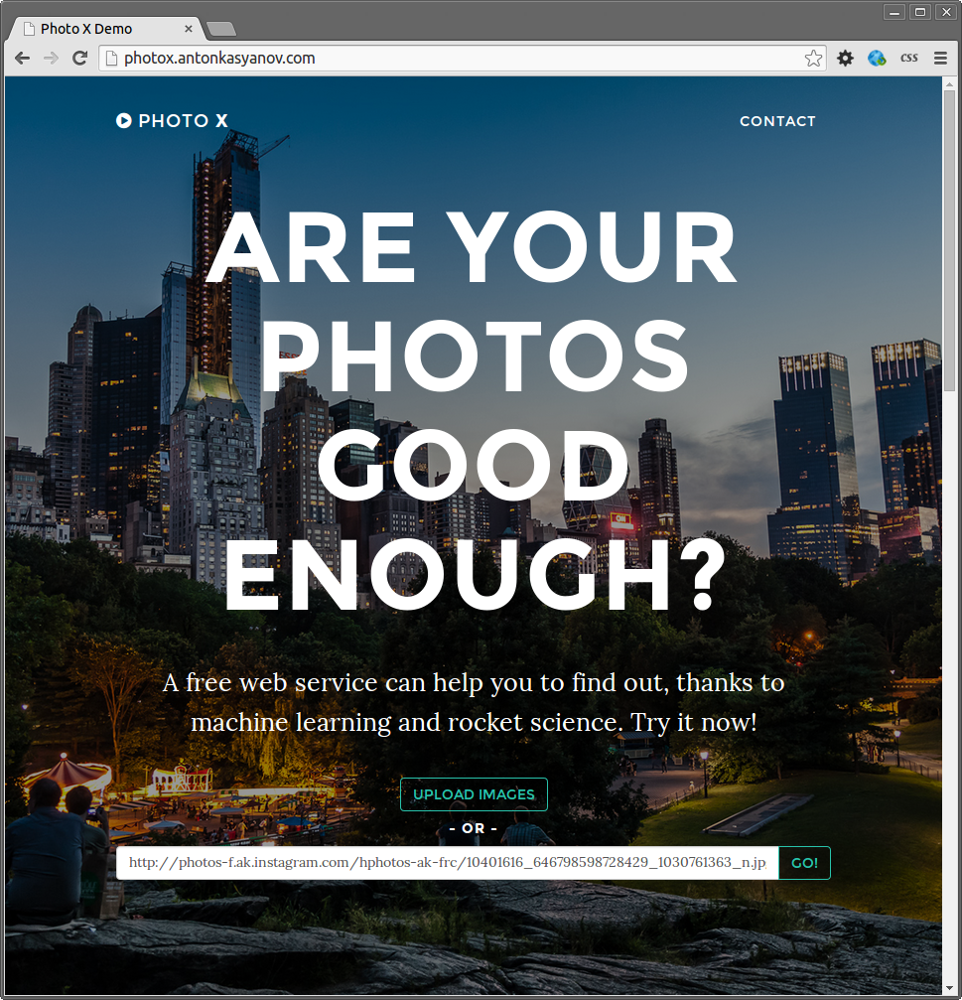 Photo X Demo
photox.antonkasyanov.com
CSS
PHOTO X
CONTACT
ARE YOUR
PHOTOS
GOOD
ENOUGH?
ON
A free web service can help you to find out, thanks to
machine learning and rocket science. Try it now!
UPLOAD IMAGES
- OR -
http://photos-f.ak.instagram.com/hphotos-ak-frc/10401616_646798598728429_1030761363_n.jp
GO!